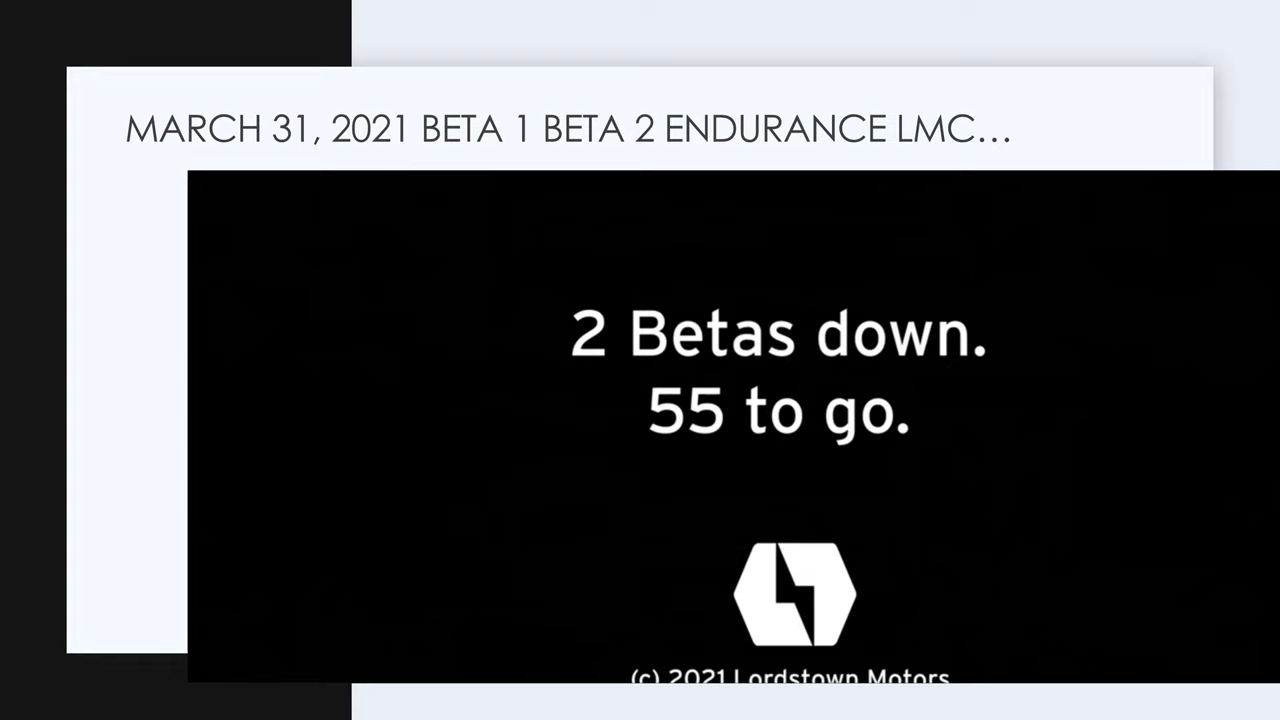 MARCH 31, 2021 BETA 1 BETA 2 ENDURANCE LMC…
2 Betas down.
55 to go.
(c) 2021 Lordstown Motors